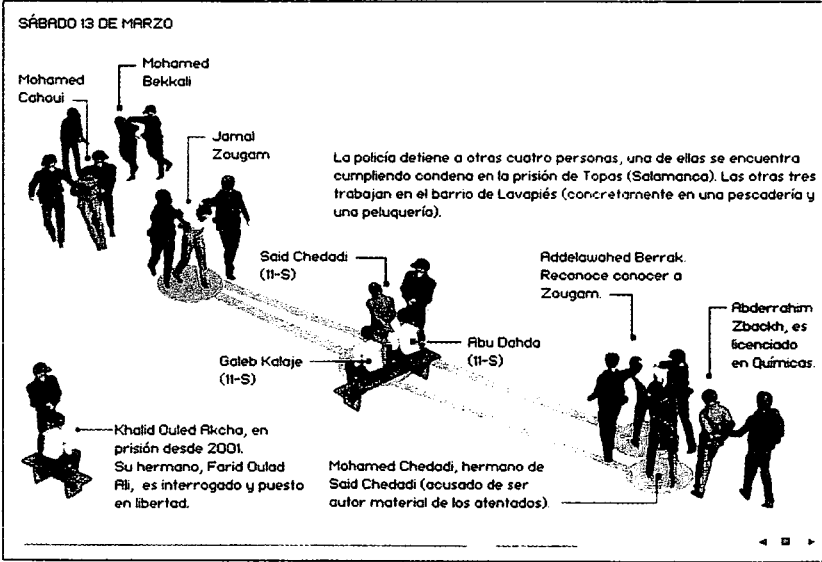 SÁBADO 13 DE MARZO
Mohamed
Bekkali
Mohamed
Cahoui
Jamal
Zougam
La policía detiene a otras cuatro personas, una de ellas se encuentra
cumpliendo condena en la prisión de Topas (Salamanca). Las otras tres
trabajan en el barrio de Lavapiés (concretamente en una pescadería y
una peluquería).
Said Chedadi
(11-S)
Addelawahed Berrak.
Reconoce conocer a
Zougam.
Abderrahim
Zbackh, es
licenciado
en Químicas.
Galeb Kalaje
(11-S)
Abu Dahda
(11-S)
Khalid Ouled Akcha, en
prisión desde 2001.
Su hermano, Farid Oulad
Ali, es interrogado y puesto
en libertad.
Mohamed Chedadi, hermano de
Said Chedadi (acusado de ser
autor material de los atentados).